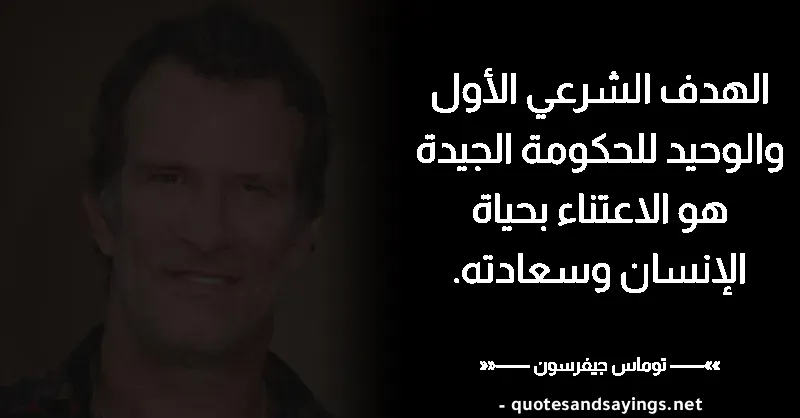 الهدف الشرعي الأول
والوحيد للحكومة الجيدة
هو الاعتناء بحياة
الإنسان وسعادته.
»»—— توماس جيفرسون ——««
- quotesandsayings.net